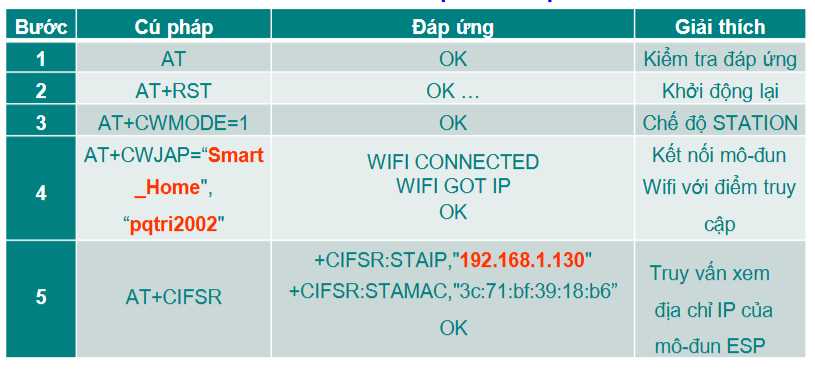 Bước Cú pháp Đáp ứng Giải thích
1 AT OK Kiểm tra đáp ứng
2 AT+RST OK … Khởi động lại
3 AT+CWMODE=1 OK Chế độ STATION
4
AT+CWJAP=“Smart
_Home",
“pqtri2002"
WIFI CONNECTED
WIFI GOT IP
OK
Kết nối mô-đun
Wifi với điểm truy
cập
5
AT+CIFSR
+CIFSR:STAIP,"192.168.1.130"
+CIFSR:STAMAC,"3c:71:bf:39:18:b6”
OK
Truy vấn xem
địa chỉ IP của
mô-đun ESP